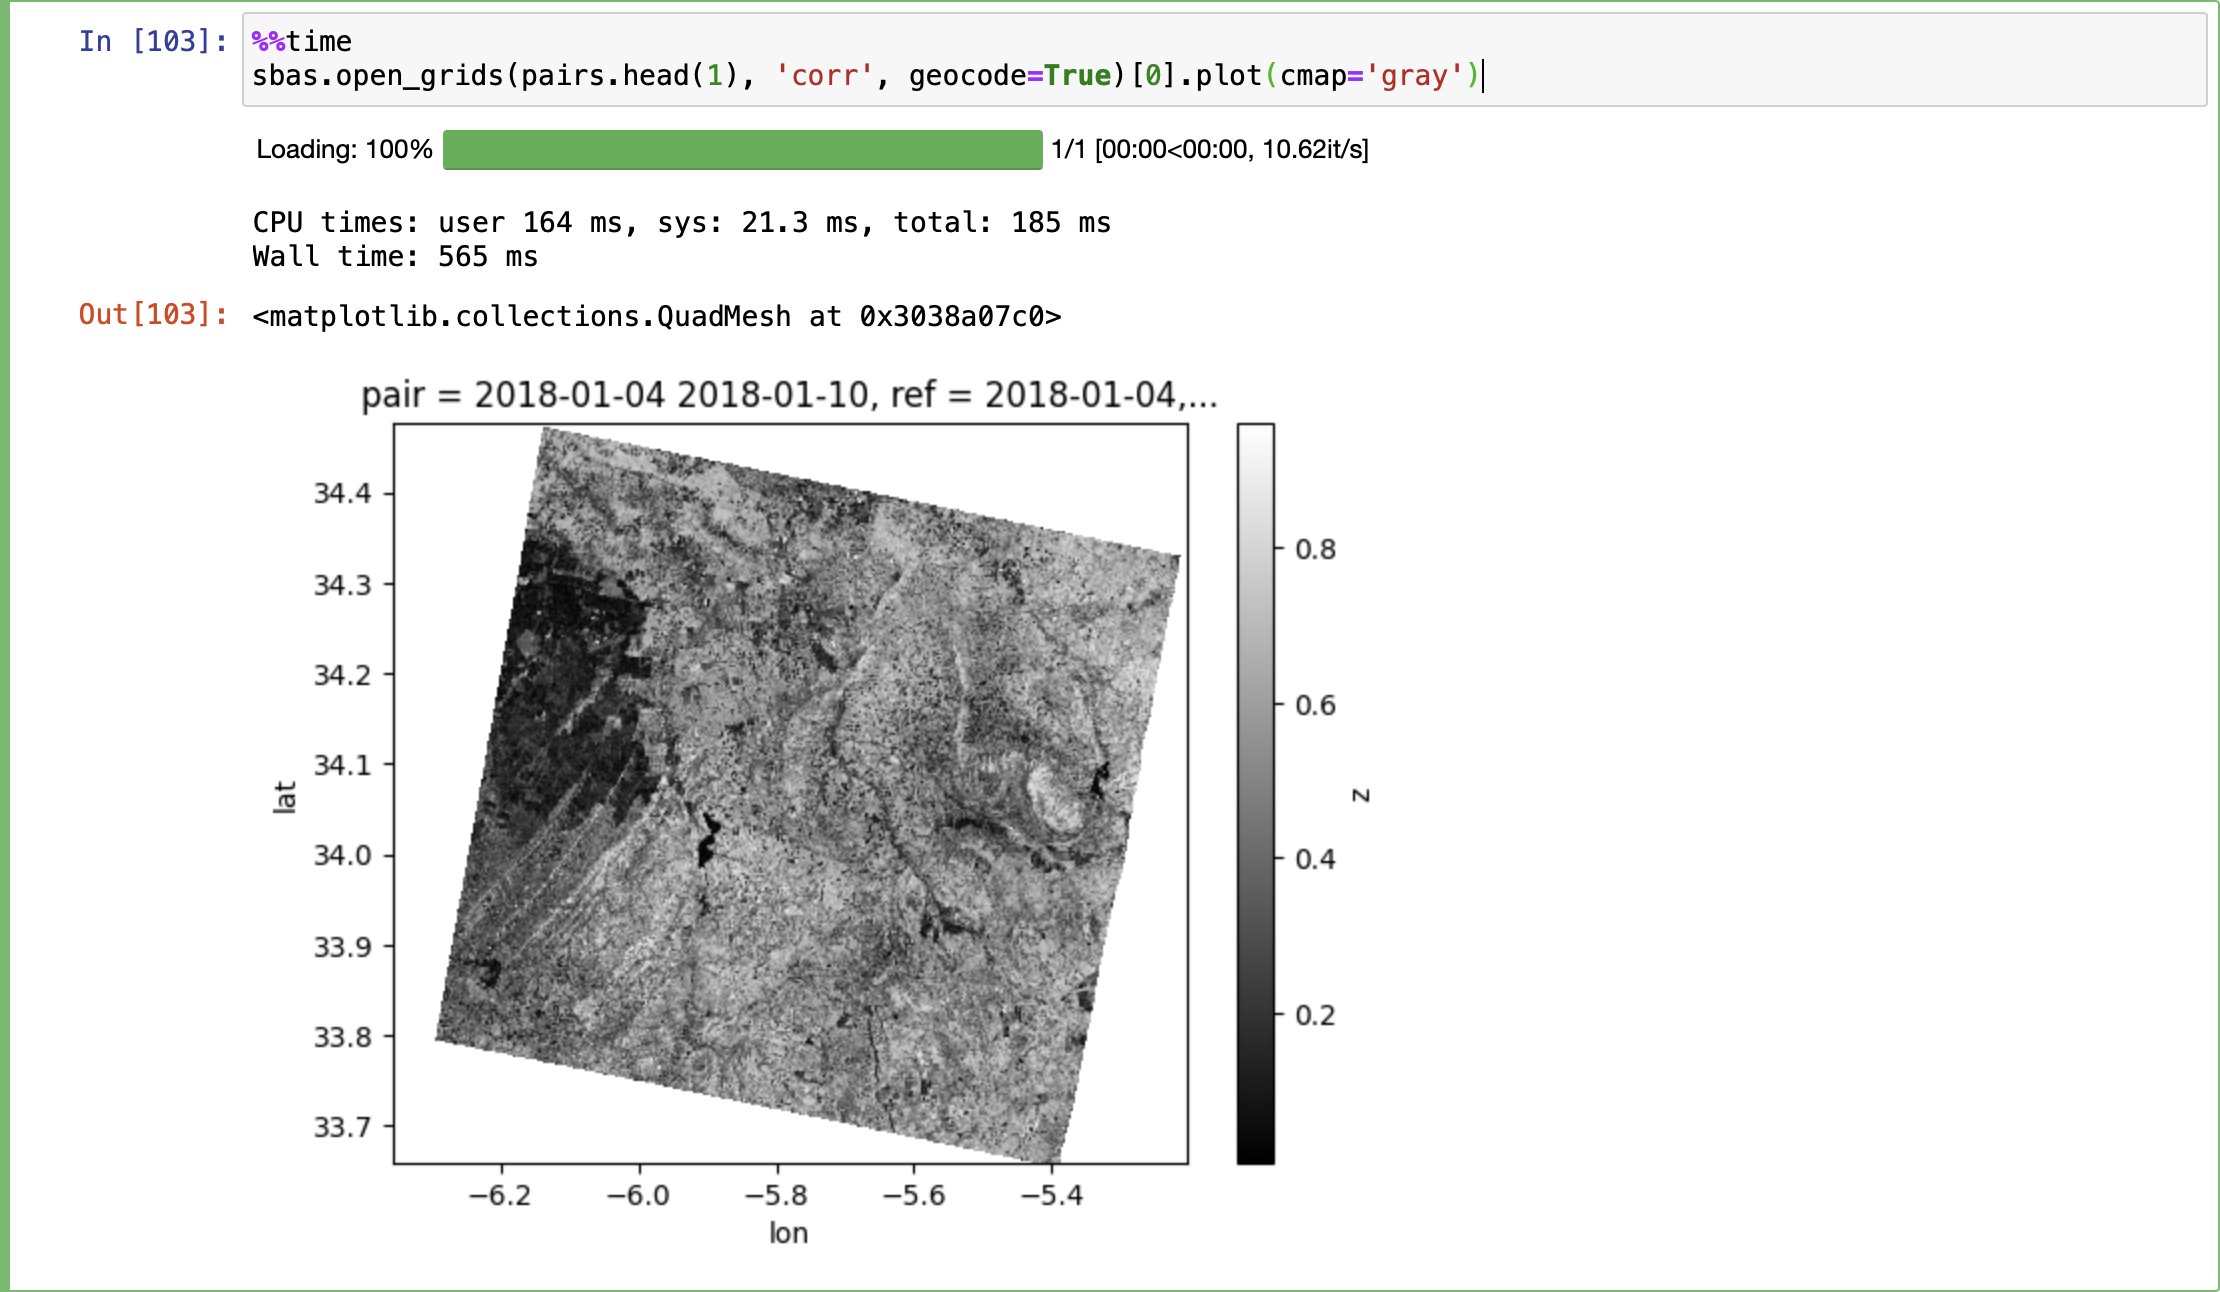 In [103]: %%time
sbas.open_grids(pairs.head(1), 'corr', geocode=True)[0].plot(cmap='gray')
Loading: 100% 1/1 [00:00<00:00, 10.62it/s]
CPU times: user 164 ms, sys: 21.3 ms, total: 185 ms
Wall time: 565 ms
Out[103]: <matplotlib.collections.QuadMesh at 0x3038a07c0>
pair = 2018-01-04 2018-01-10, ref = 2018-01-04,...
34.4
34.3
34.2
34.1
34.0
33.9
33.8
33.7
lat
−6.2 −6.0 −5.8 −5.6 −5.4
lon
0.8
0.6
0.4
0.2
z